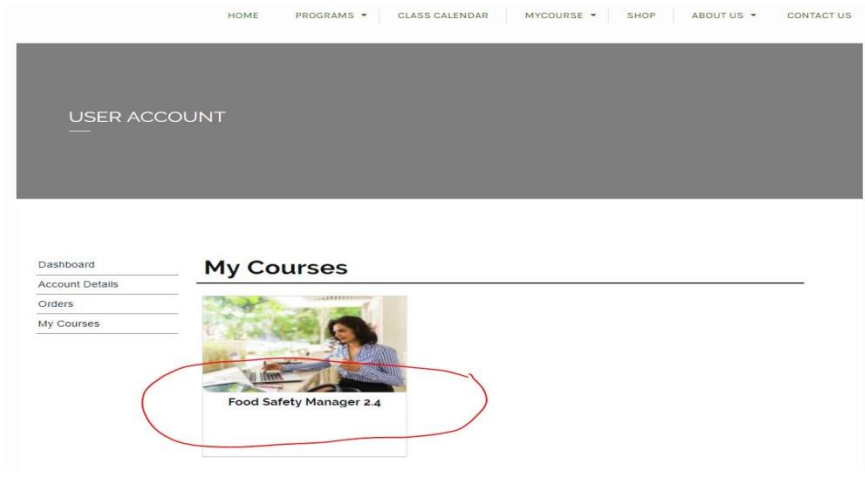 HOME PROGRAMS CLASS CALENDAR MYCOURSE SHOP ABOUT US CONTACT US
USER ACCOUNT
Dashboard
Account Details
Orders
My Courses
My Courses
Food Safety Manager 2.4